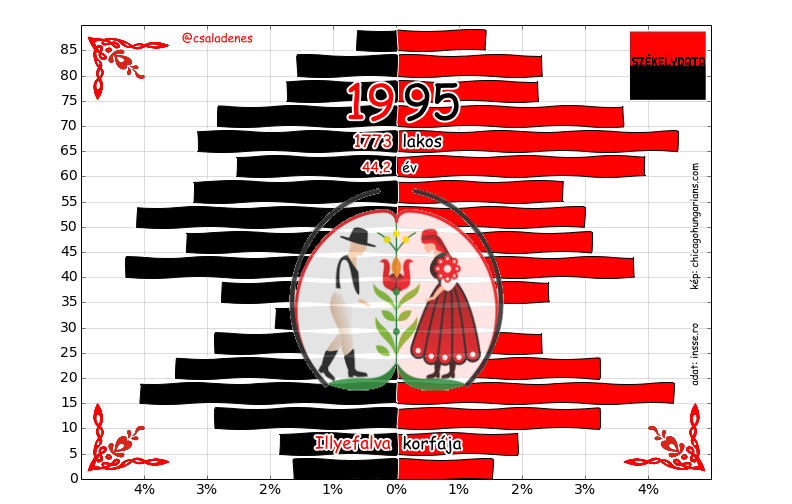 @csaladenes
SZÉKELYDATA
19 95
1773 lakos
44.2 év
85
80
75
70
65
60
55
50
45
40
35
30
25
20
15
10
5
0
kép: chicagohungarians.com
adat: insse.ro
Illyefalva korfája
4% 3% 2% 1% 0% 1% 2% 3% 4%